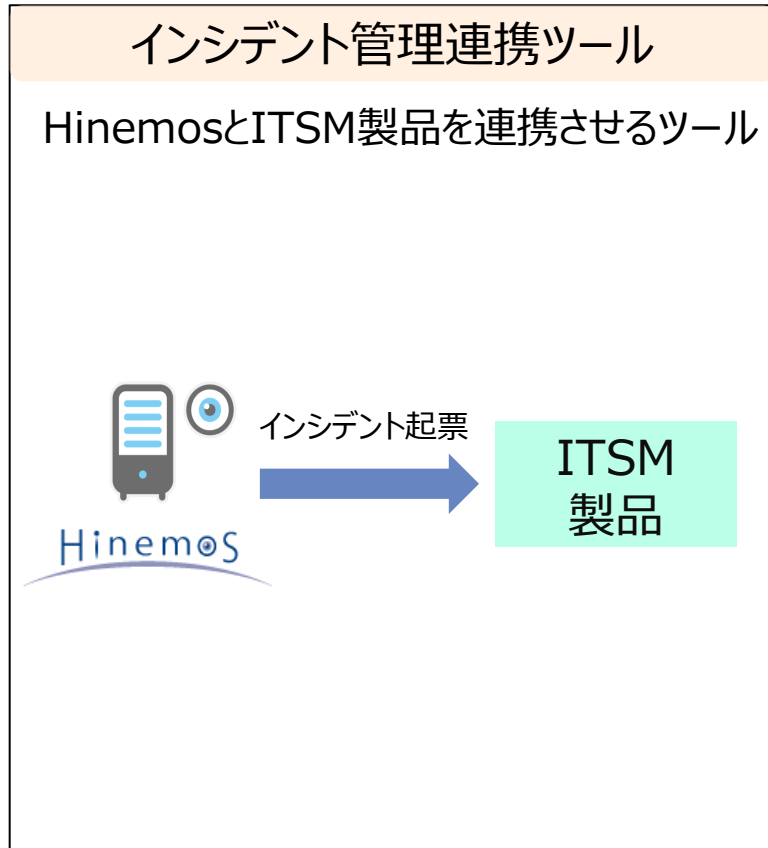 インシデント管理連携ツール
HinemosとITSM製品を連携させるツール
インシデント起票
ITSM
製品
Hinemos